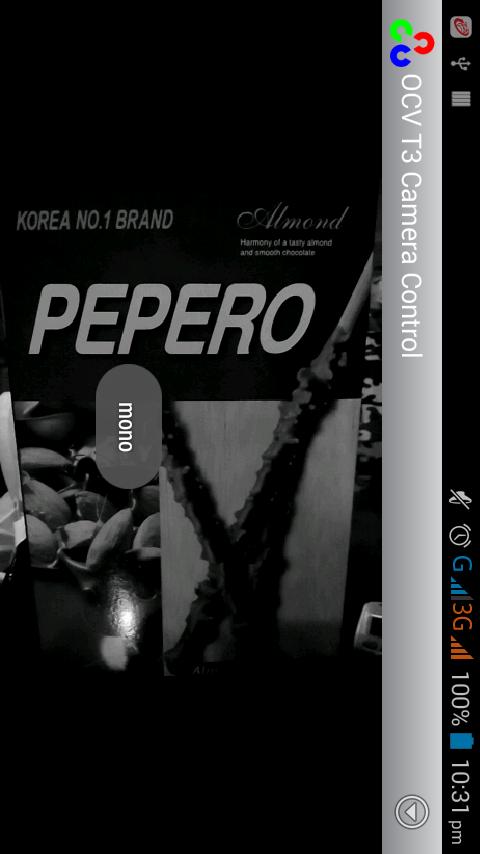 G 3G 100% 10:31 pm
OCV T3 Camera Control
KOREA NO.1 BRAND
Almond
Harmony of a tasty almond
and smooth chocolate
PEPERO
mono